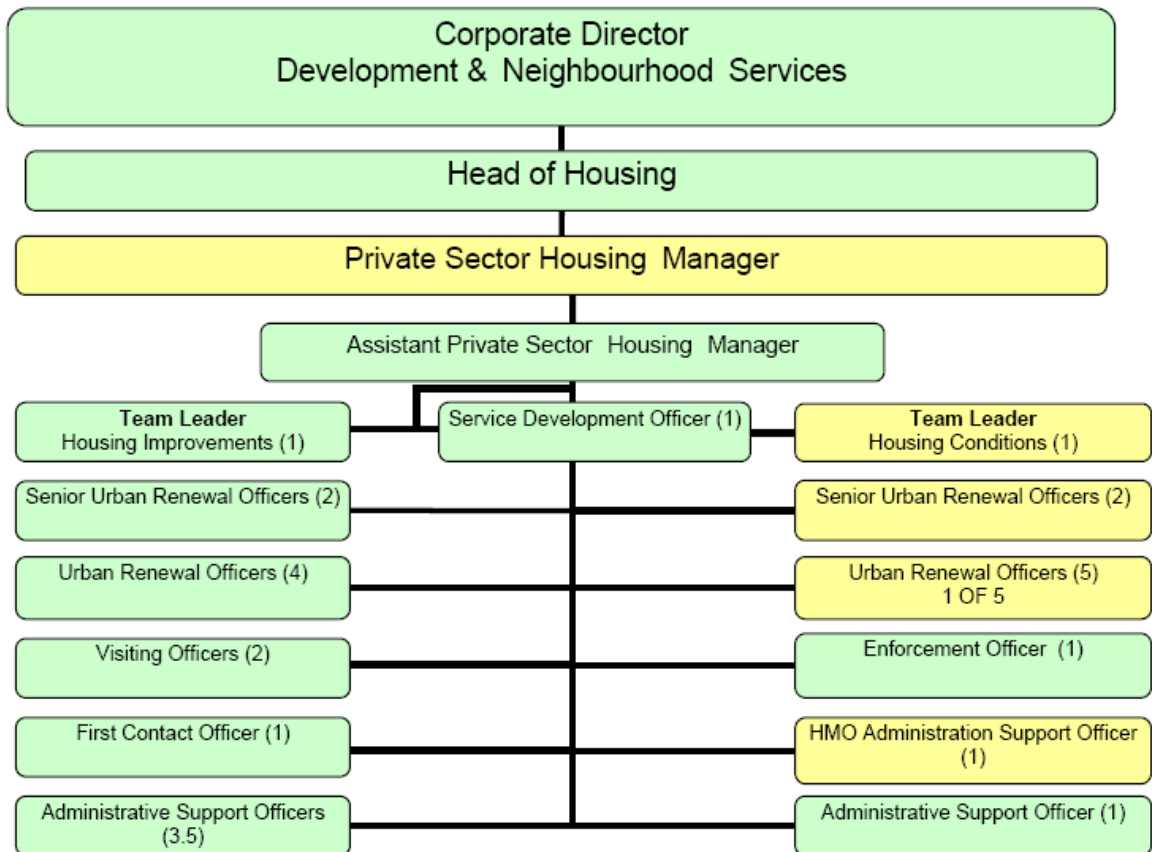 Corporate Director
Development & Neighbourhood Services
Head of Housing
Private Sector Housing Manager
Assistant Private Sector Housing Manager
Team Leader
Housing Improvements (1)
Service Development Officer (1)
Team Leader
Housing Conditions (1)
Senior Urban Renewal Officers (2)
Senior Urban Renewal Officers (2)
Urban Renewal Officers (4)
Urban Renewal Officers (5)
1 OF 5
Visiting Officers (2)
Enforcement Officer (1)
First Contact Officer (1)
HMO Administration Support Officer
(1)
Administrative Support Officers
(3.5)
Administrative Support Officer (1)